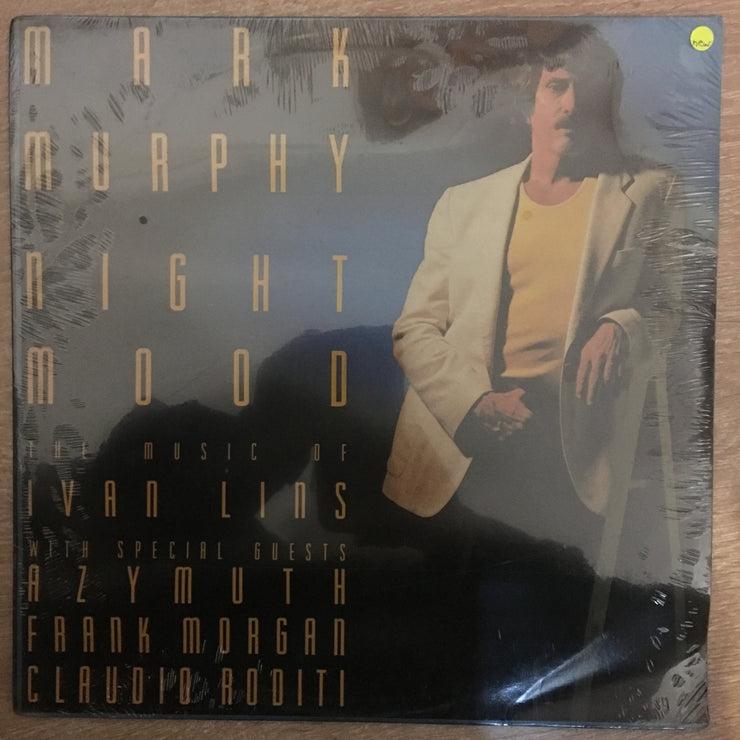 MARK
MURPHY
NIGHT
MOOD
THE MUSIC OF
IVAN LINS
WITH SPECIAL GUESTS
AZYMUTH
FRANK MORGAN
CLAUDIO RODITI